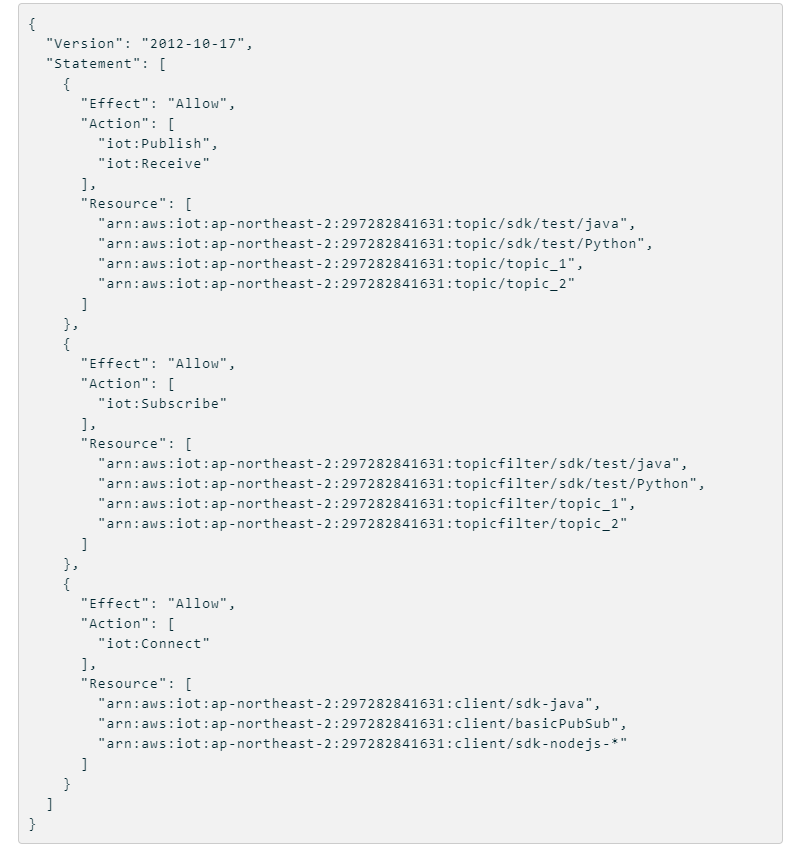 {
  "Version": "2012-10-17",
  "Statement": [
    {
      "Effect": "Allow",
      "Action": [
        "iot:Publish",
        "iot:Receive"
      ],
      "Resource": [
        "arn:aws:iot:ap-northeast-2:297282841631:topic/sdk/test/java",
        "arn:aws:iot:ap-northeast-2:297282841631:topic/sdk/test/Python",
        "arn:aws:iot:ap-northeast-2:297282841631:topic/topic_1",
        "arn:aws:iot:ap-northeast-2:297282841631:topic/topic_2"
      ]
    },
    {
      "Effect": "Allow",
      "Action": [
        "iot:Subscribe"
      ],
      "Resource": [
        "arn:aws:iot:ap-northeast-2:297282841631:topicfilter/sdk/test/java",
        "arn:aws:iot:ap-northeast-2:297282841631:topicfilter/sdk/test/Python",
        "arn:aws:iot:ap-northeast-2:297282841631:topicfilter/topic_1",
        "arn:aws:iot:ap-northeast-2:297282841631:topicfilter/topic_2"
      ]
    },
    {
      "Effect": "Allow",
      "Action": [
        "iot:Connect"
      ],
      "Resource": [
        "arn:aws:iot:ap-northeast-2:297282841631:client/sdk-java",
        "arn:aws:iot:ap-northeast-2:297282841631:client/basicPubSub",
        "arn:aws:iot:ap-northeast-2:297282841631:client/sdk-nodejs-*"
      ]
    }
  ]
}